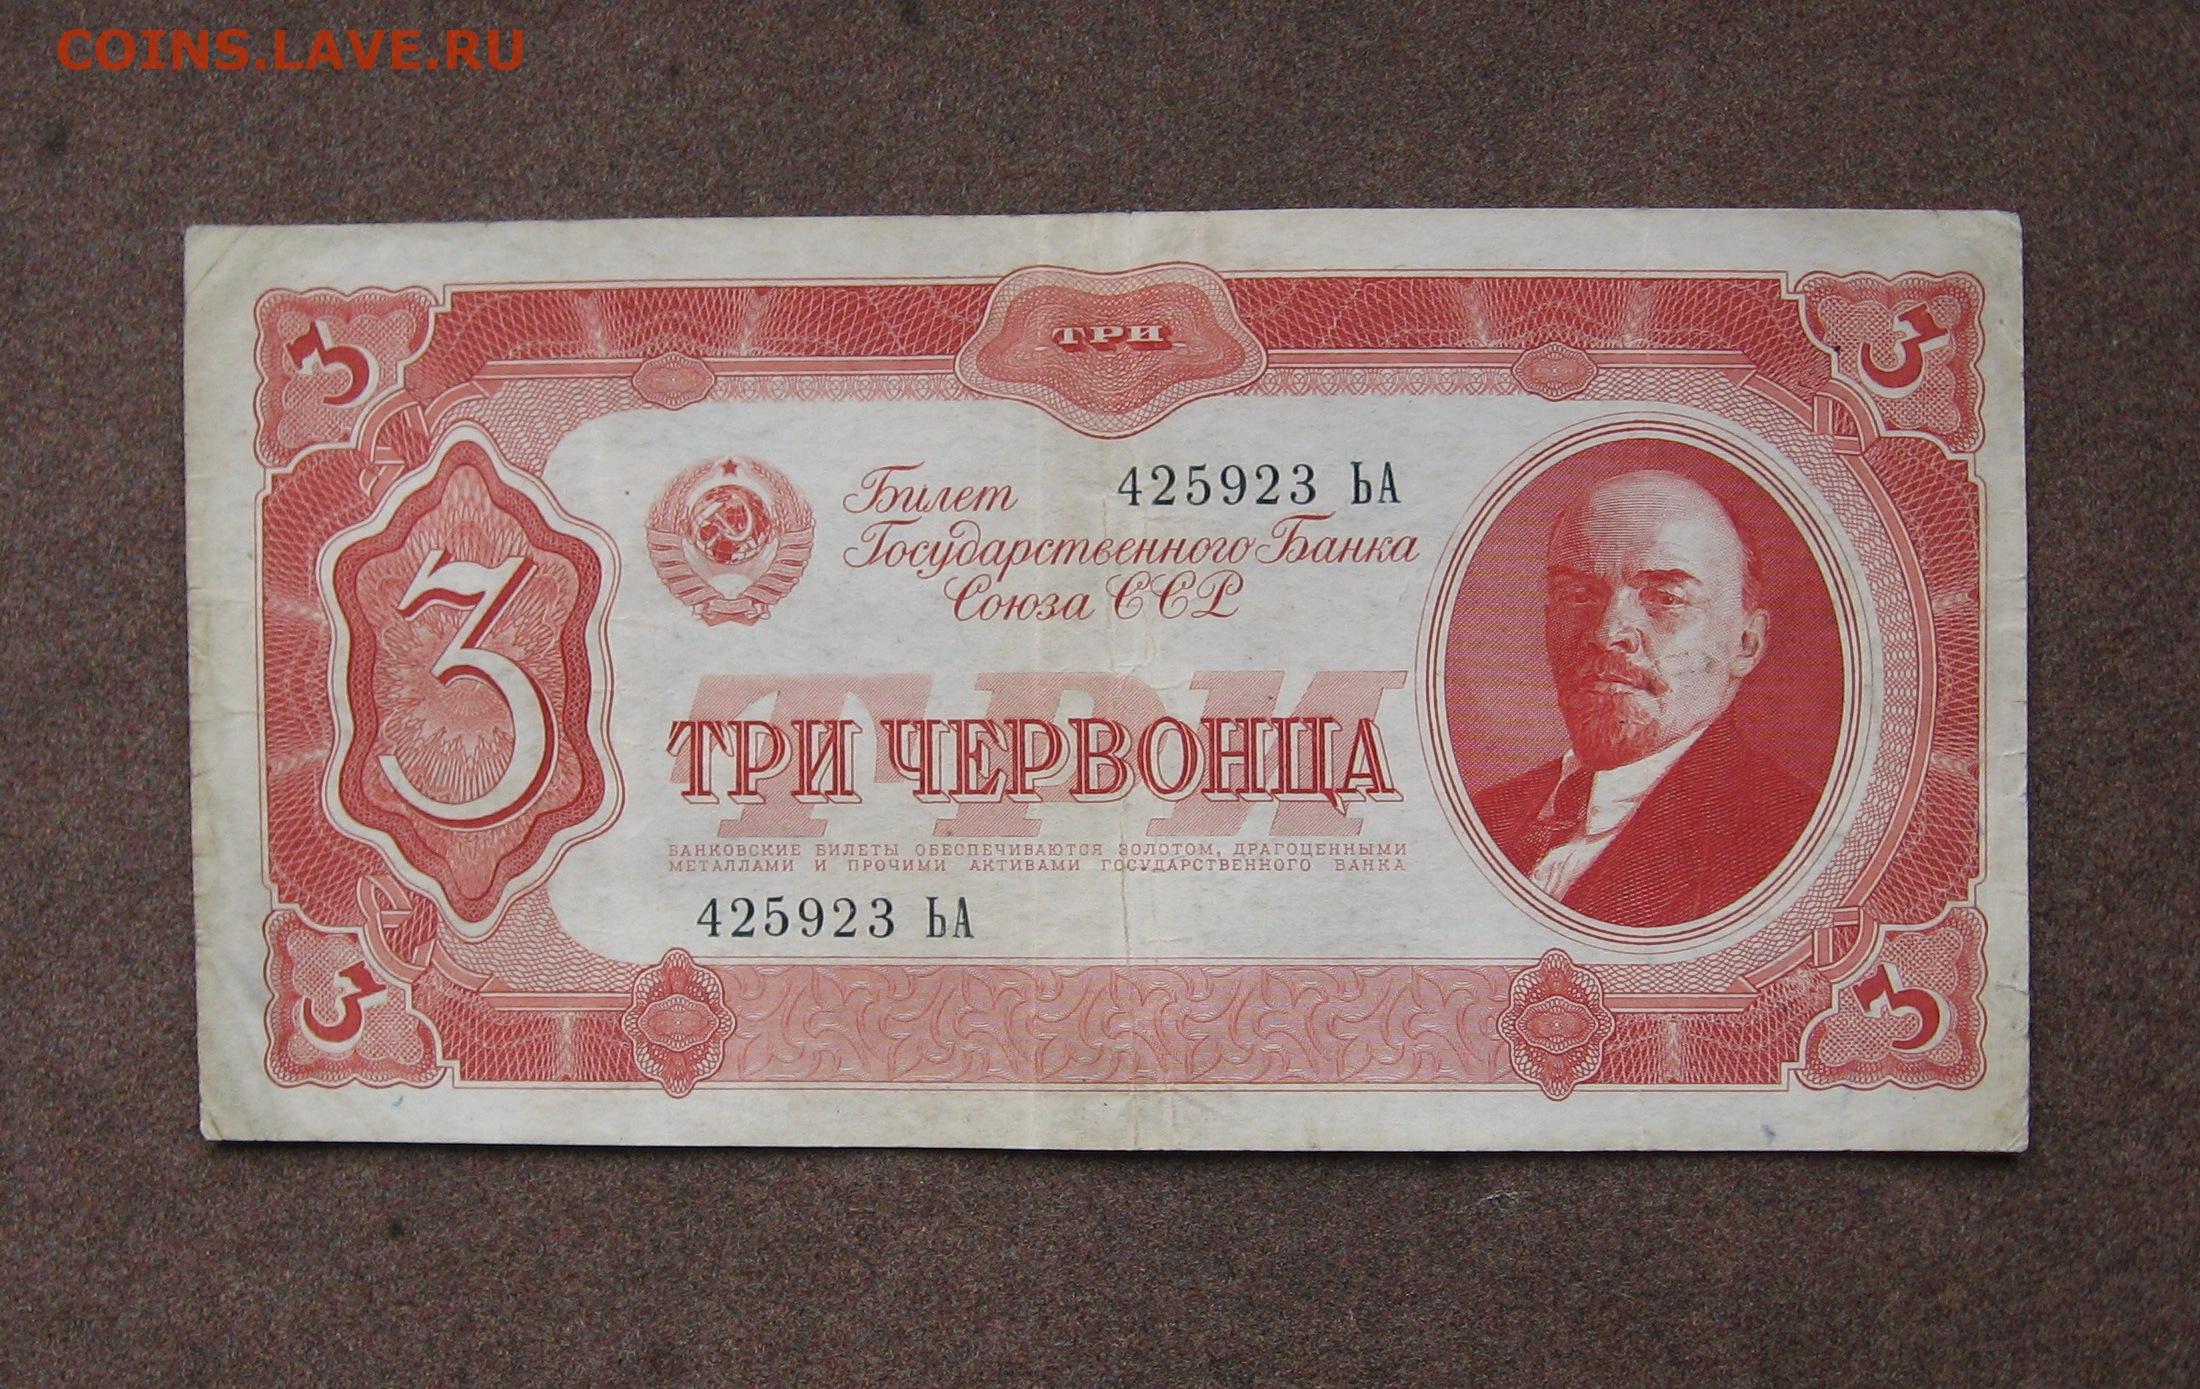 COINS.LAVE.RU
3
ТРИ
3
Билет 425923 ЬА
Государственного Банка
Союза ССР
3
ТРИ
ТРИ ЧЕРВОНЦА
БАНКОВСКИЕ БИЛЕТЫ ОБЕСПЕЧИВАЮТСЯ ЗОЛОТОМ, ДРАГОЦЕННЫМИ
МЕТАЛЛАМИ И ПРОЧИМИ АКТИВАМИ ГОСУДАРСТВЕННОГО БАНКА
425923 ЬА
3
3